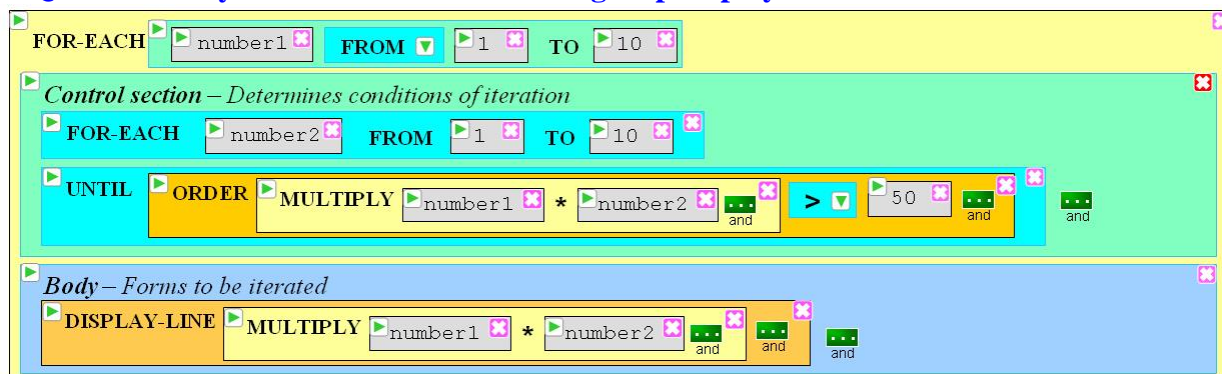 FOR-EACH number1 FROM 1 TO 10
Control section – Determines conditions of iteration
FOR-EACH number2 FROM 1 TO 10
UNTIL ORDER MULTIPLY number1 * number2 ... and > 50 ... and ... and
Body – Forms to be iterated
DISPLAY-LINE MULTIPLY number1 * number2 ... and ... and ... and